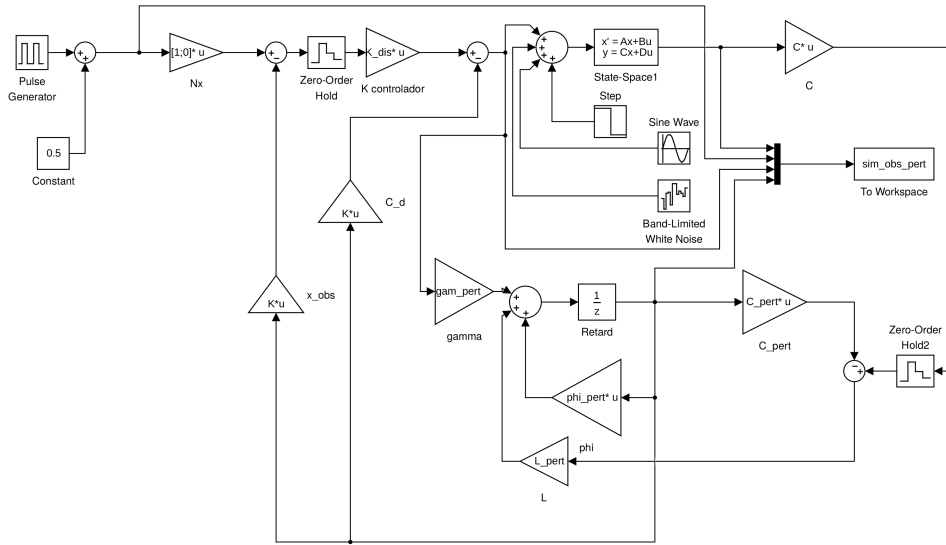 Pulse
Generator
+
+
0.5
Constant
[1;0]* u
Nx
+
−
Zero-Order
Hold
K_dis* u
K controlador
+
−
+
+
+
+
x' = Ax+Bu
y = Cx+Du
State-Space1
Step
Sine Wave
Band-Limited
White Noise
C* u
C
sim_obs_pert
To Workspace
K*u
C_d
K*u
x_obs
gam_pert
gamma
+
+
+
1
z
Retard
C_pert* u
C_pert
Zero-Order
Hold2
−
+
phi_pert* u
phi
L_pert
L